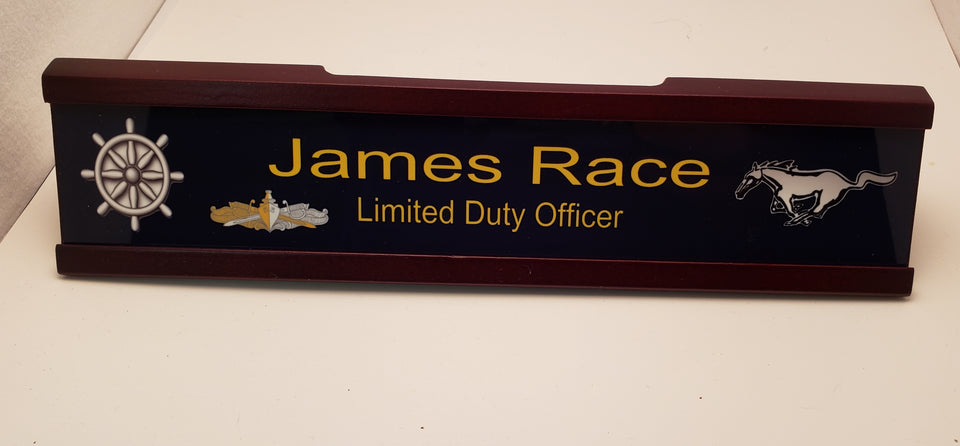 James Race
Limited Duty Officer